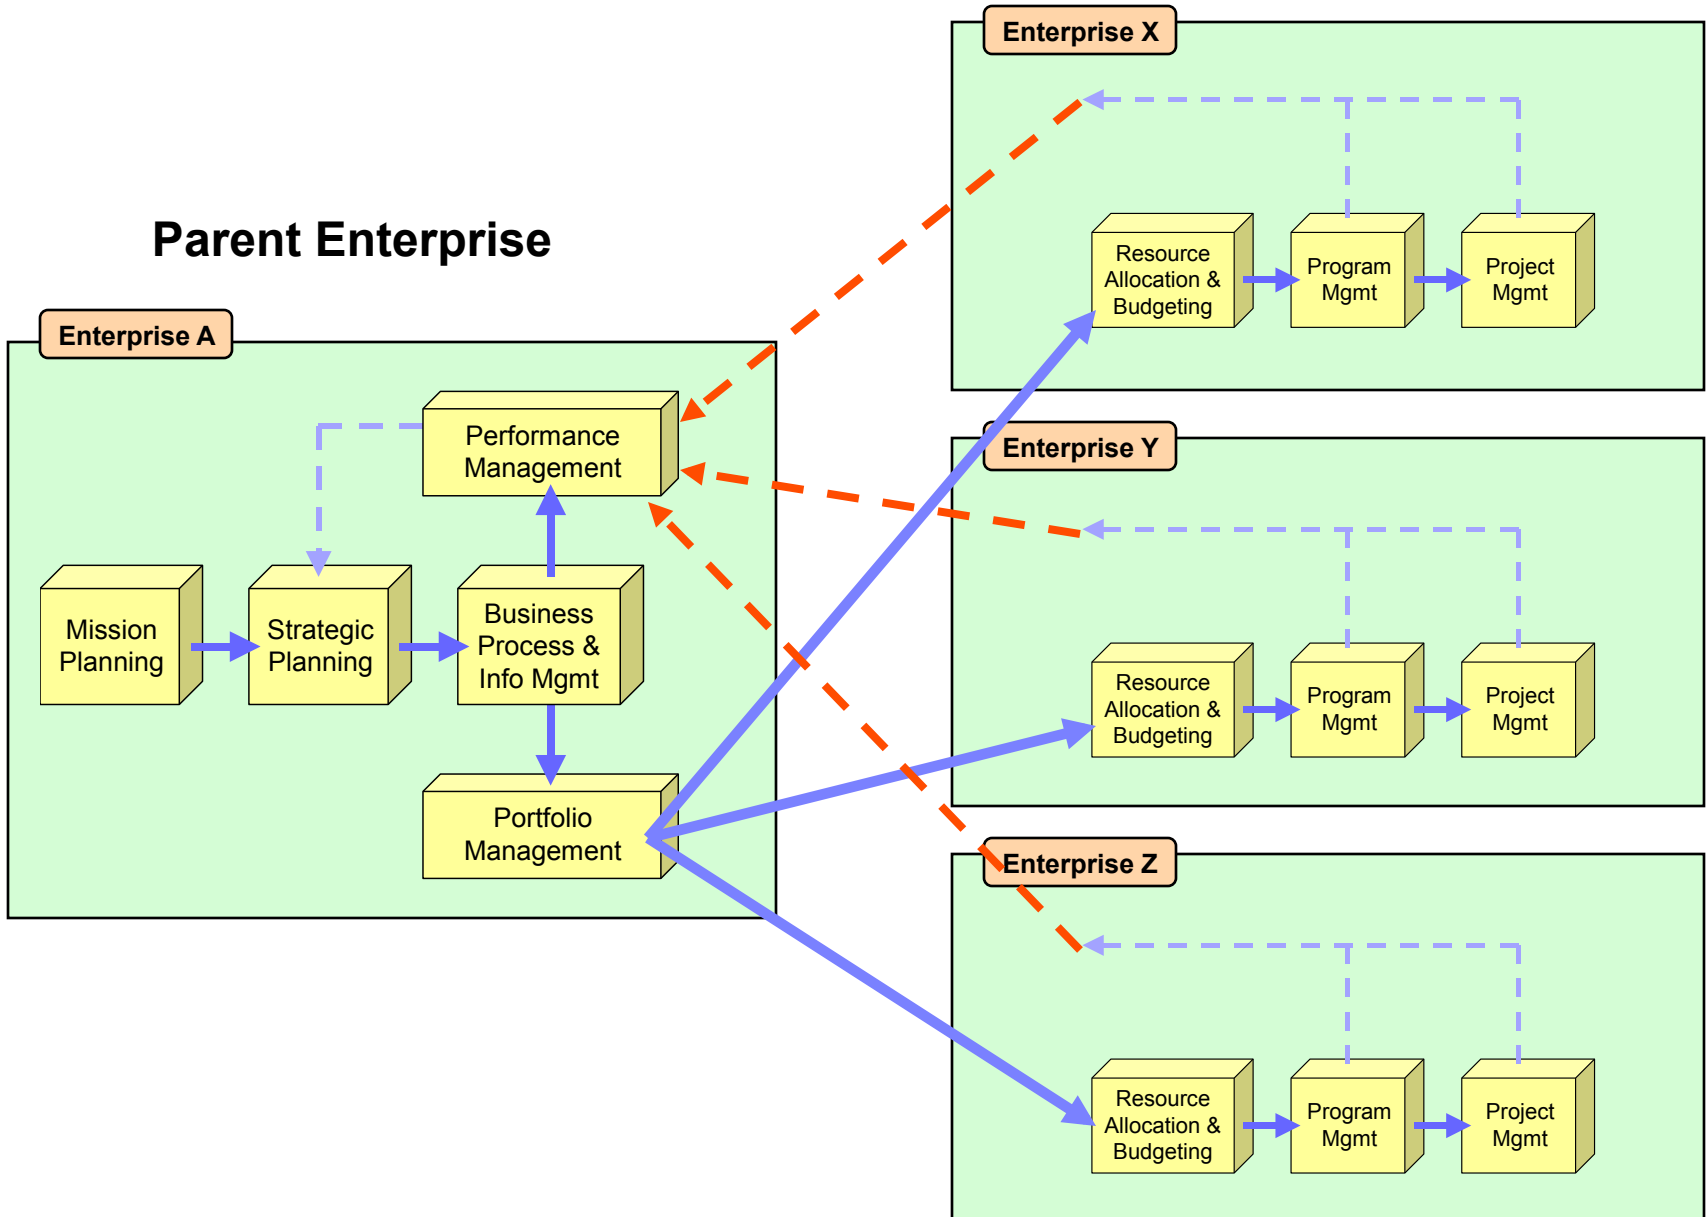 Parent Enterprise
Enterprise A
Performance
Management
Mission
Planning
Strategic
Planning
Business
Process &
Info Mgmt
Portfolio
Management
Enterprise X
Resource
Allocation &
Budgeting
Program
Mgmt
Project
Mgmt
Enterprise Y
Resource
Allocation &
Budgeting
Program
Mgmt
Project
Mgmt
Enterprise Z
Resource
Allocation &
Budgeting
Program
Mgmt
Project
Mgmt